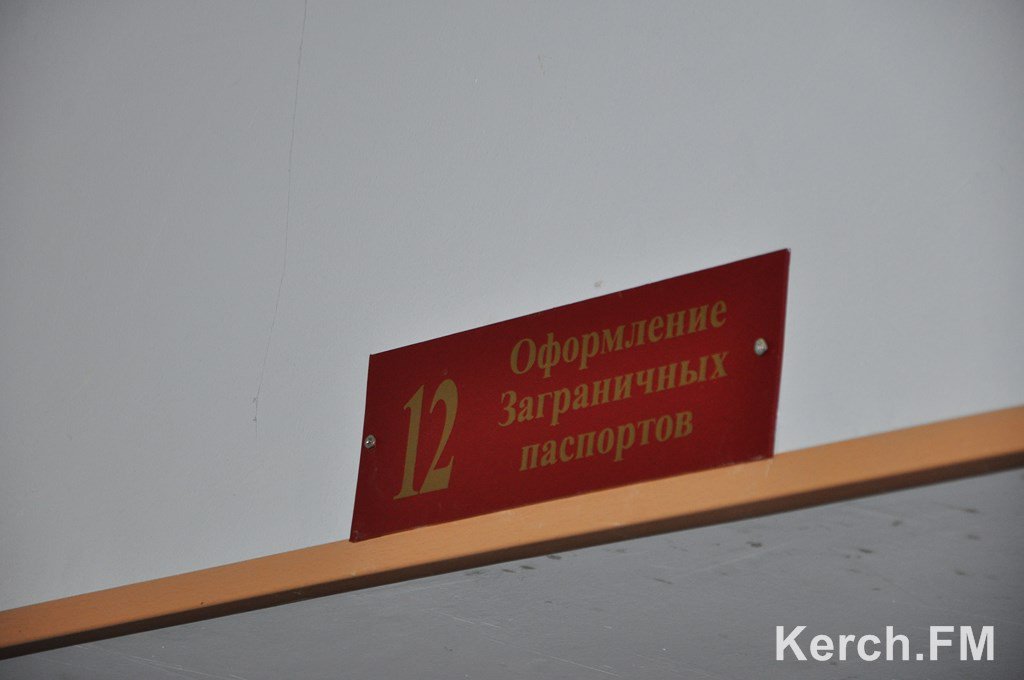 12
Оформление
Заграничных
паспортов
Kerch.FM